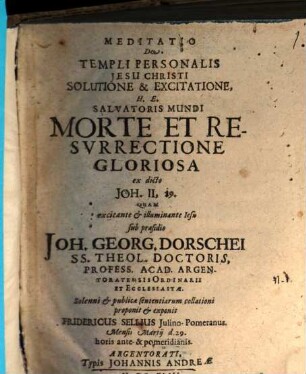 MEDITATIO
De
TEMPLI PERSONALIS
JESU CHRISTI
SOLUTIONE & EXCITATIONE,
H. E.
SALVATORIS MUNDI
MORTE ET RE-
SVRRECTIONE
GLORIOSA
ex dicto
JOH. II, 19.
QUAM
excitante & illuminante Iesu
sub præsidio
JOH. GEORG. DORSCHEI
SS. THEOL. DOCTORIS,
PROFESS. ACAD. ARGEN-
TORATENSIS ORDINARII
ET ECCLESIASTÆ.
Solenni & publicæ sententiarum collationi
proponit & exponit
FRIDERICUS SELLIUS Julino-Pomeranus.
Mensis Martij d. 29.
horis ante- & pomeridianis.
ARGENTORATI,
Typis JOHANNIS ANDREÆ